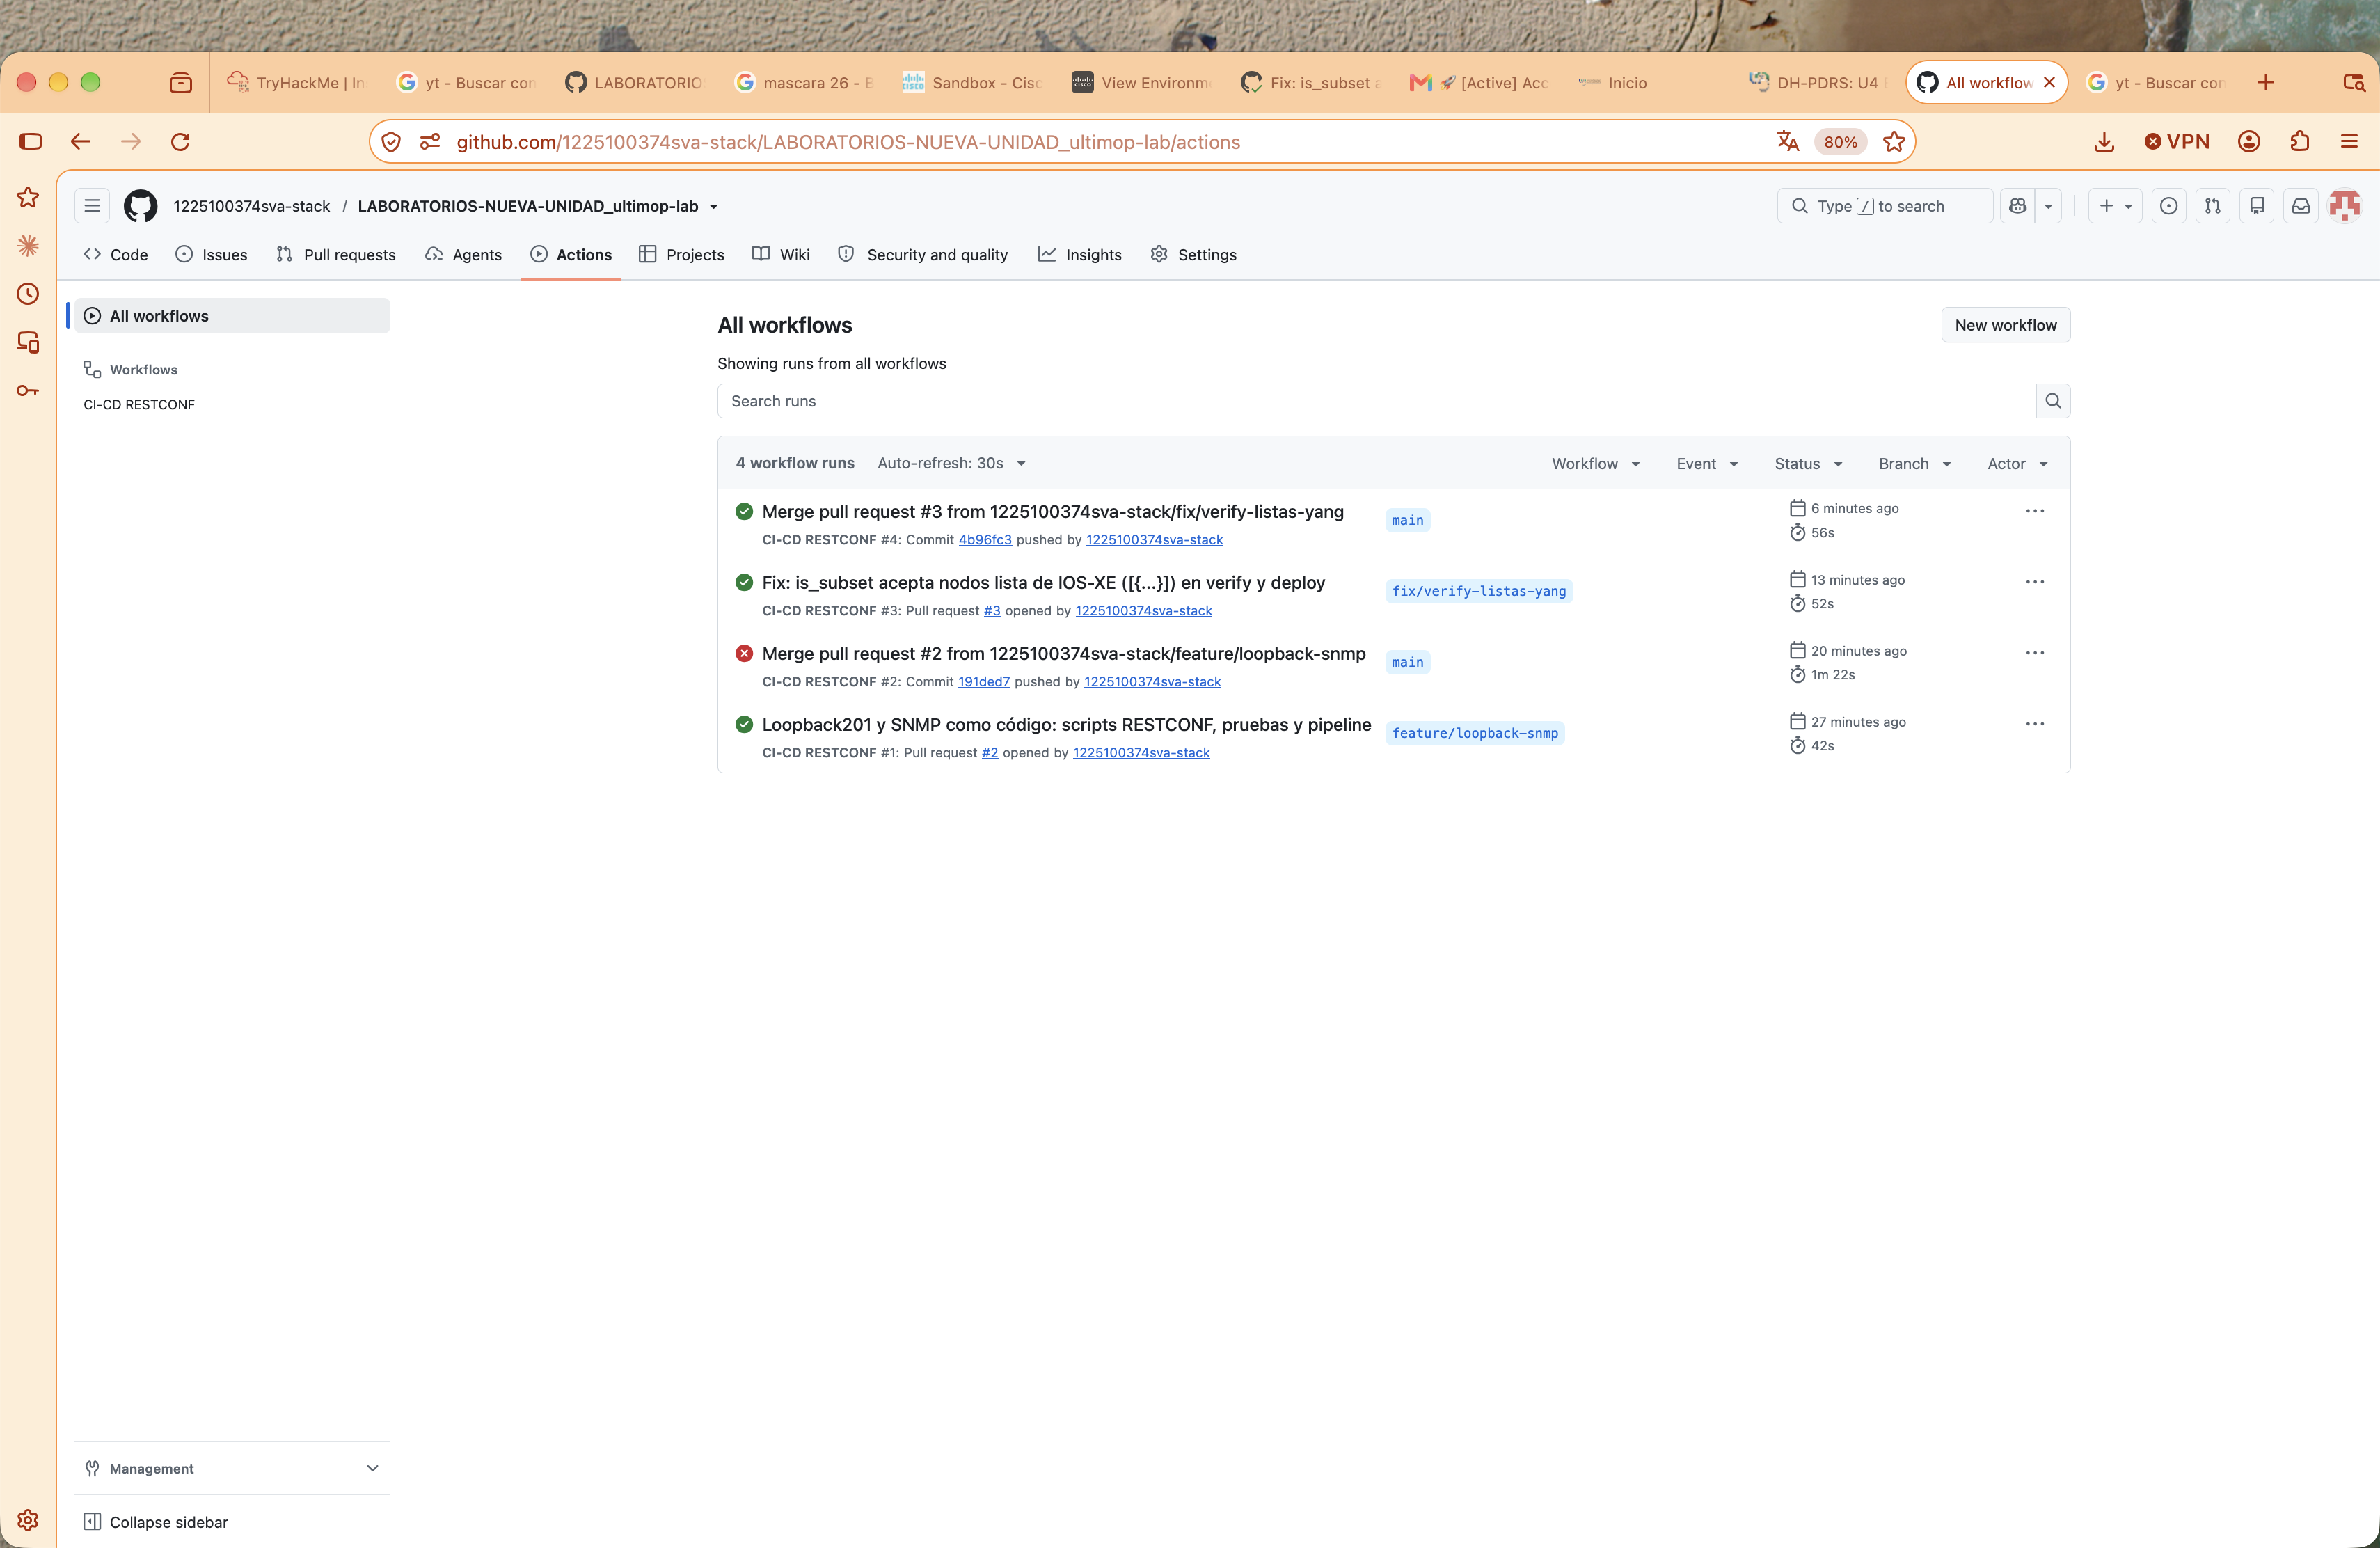 TryHackMe | In
yt - Buscar con
LABORATORIO
mascara 26 - B
Sandbox - Cisc
View Environm
Fix: is_subset a
[Active] Acc
Inicio
DH-PDRS: U4
All workflow
yt - Buscar con
github.com/1225100374sva-stack/LABORATORIOS-NUEVA-UNIDAD_ultimop-lab/actions
80%
VPN
1225100374sva-stack / LABORATORIOS-NUEVA-UNIDAD_ultimop-lab
Type / to search
Code Issues Pull requests Agents Actions Projects Wiki Security and quality Insights Settings
All workflows
Workflows
CI-CD RESTCONF
Management
Collapse sidebar
All workflows
New workflow
Showing runs from all workflows
Search runs
4 workflow runs Auto-refresh: 30s Workflow Event Status Branch Actor
Merge pull request #3 from 1225100374sva-stack/fix/verify-listas-yang
CI-CD RESTCONF #4: Commit 4b96fc3 pushed by 1225100374sva-stack
main
6 minutes ago
56s
Fix: is_subset acepta nodos lista de IOS-XE ([{...}]) en verify y deploy
CI-CD RESTCONF #3: Pull request #3 opened by 1225100374sva-stack
fix/verify-listas-yang
13 minutes ago
52s
Merge pull request #2 from 1225100374sva-stack/feature/loopback-snmp
CI-CD RESTCONF #2: Commit 191ded7 pushed by 1225100374sva-stack
main
20 minutes ago
1m 22s
Loopback201 y SNMP como código: scripts RESTCONF, pruebas y pipeline
CI-CD RESTCONF #1: Pull request #2 opened by 1225100374sva-stack
feature/loopback-snmp
27 minutes ago
42s